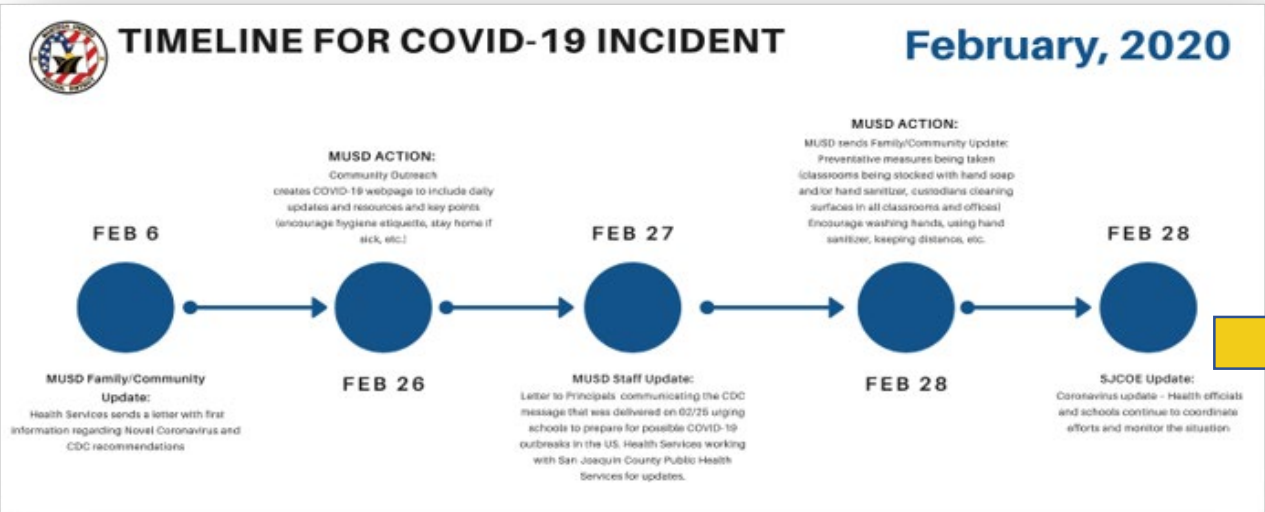 TIMELINE FOR COVID-19 INCIDENT
February, 2020
FEB 6
MUSD Family/Community
Update:
Health Services sends a letter with first
information regarding Novel Coronavirus and
CDC recommendations
MUSD ACTION:
Community Outreach
creates COVID-19 webpage to include daily
updates and resources and key points
(encourage hygiene etiquette, stay home if
sick, etc.)
FEB 26
FEB 27
MUSD Staff Update:
Letter to Principals communicating the CDC
message that was delivered on 02/25 urging
schools to prepare for possible COVID-19
outbreaks in the US. Health Services working
with San Joaquin County Public Health
Services for updates.
MUSD ACTION:
MUSD sends Family/Community Update:
Preventative measures being taken
(classrooms being stocked with hand soap
and/or hand sanitizer, custodians cleaning
surfaces in all classrooms and offices)
Encourage washing hands, using hand
sanitizer, keeping distance, etc.
FEB 28
FEB 28
SJCOE Update:
Coronavirus update - Health officials
and schools continue to coordinate
efforts and monitor the situation